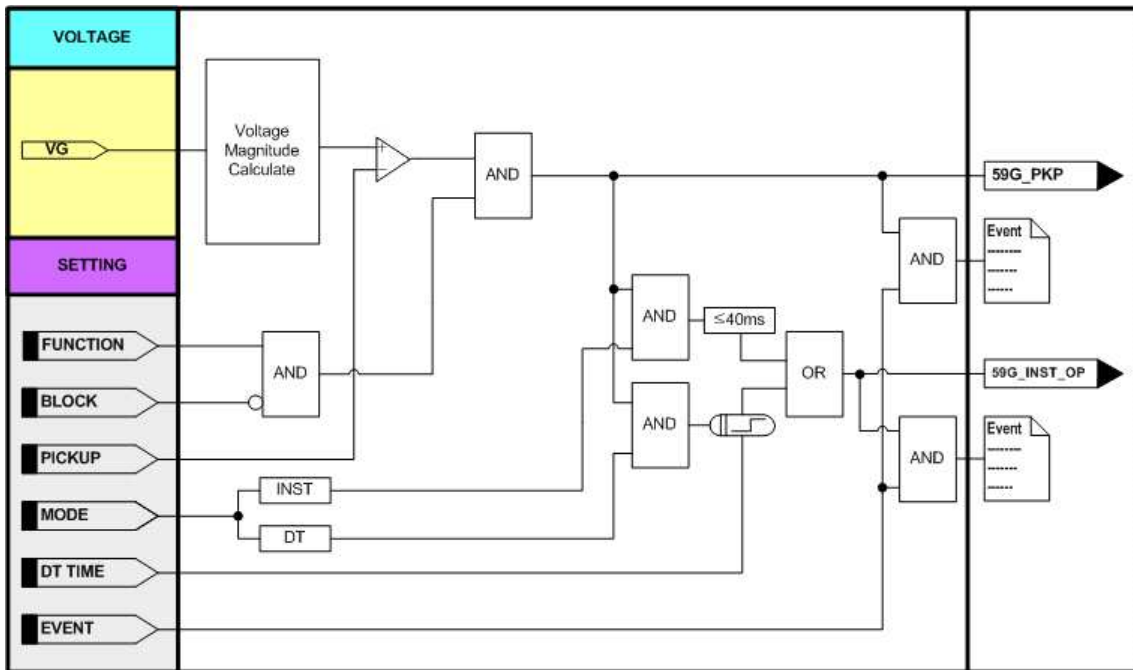 VOLTAGE
VG
Voltage
Magnitude
Calculate
+
−
AND
59G_PKP
Event
--------
-------
------
AND
SETTING
FUNCTION
AND
BLOCK
PICKUP
MODE
DT TIME
EVENT
INST
DT
AND
≤40ms
AND
OR
59G_INST_OP
Event
--------
-------
------
AND